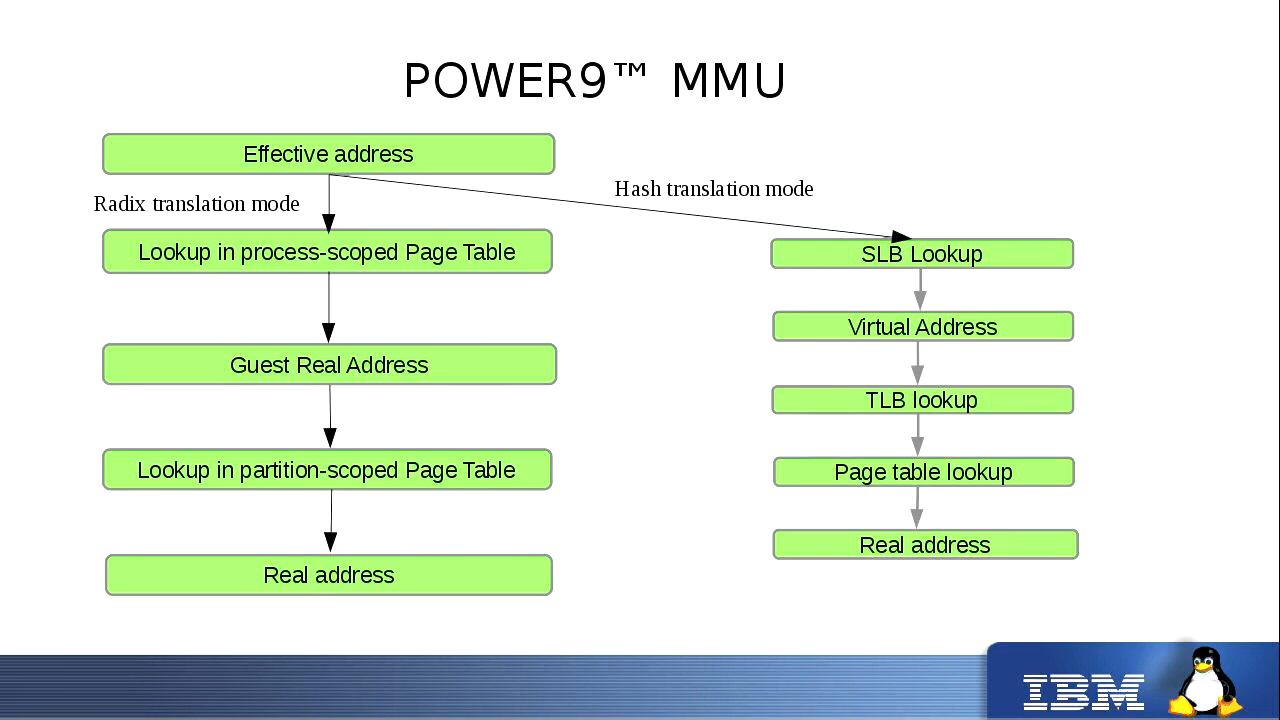 POWER9™ MMU
Effective address
Radix translation mode
Hash translation mode
Lookup in process-scoped Page Table
Guest Real Address
Lookup in partition-scoped Page Table
Real address
SLB Lookup
Virtual Address
TLB lookup
Page table lookup
Real address
IBM